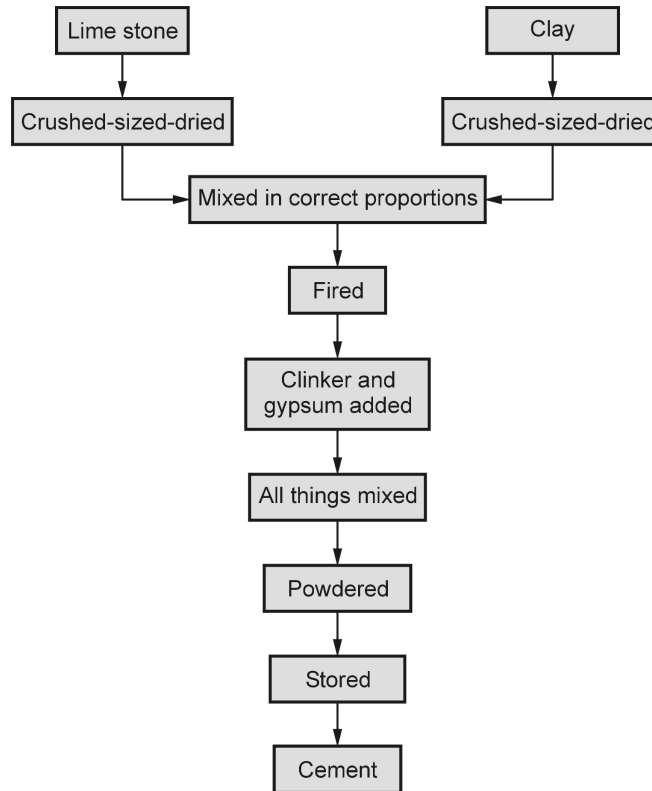 Lime stone
Clay
Crushed-sized-dried
Crushed-sized-dried
Mixed in correct proportions
Fired
Clinker and
gypsum added
All things mixed
Powdered
Stored
Cement